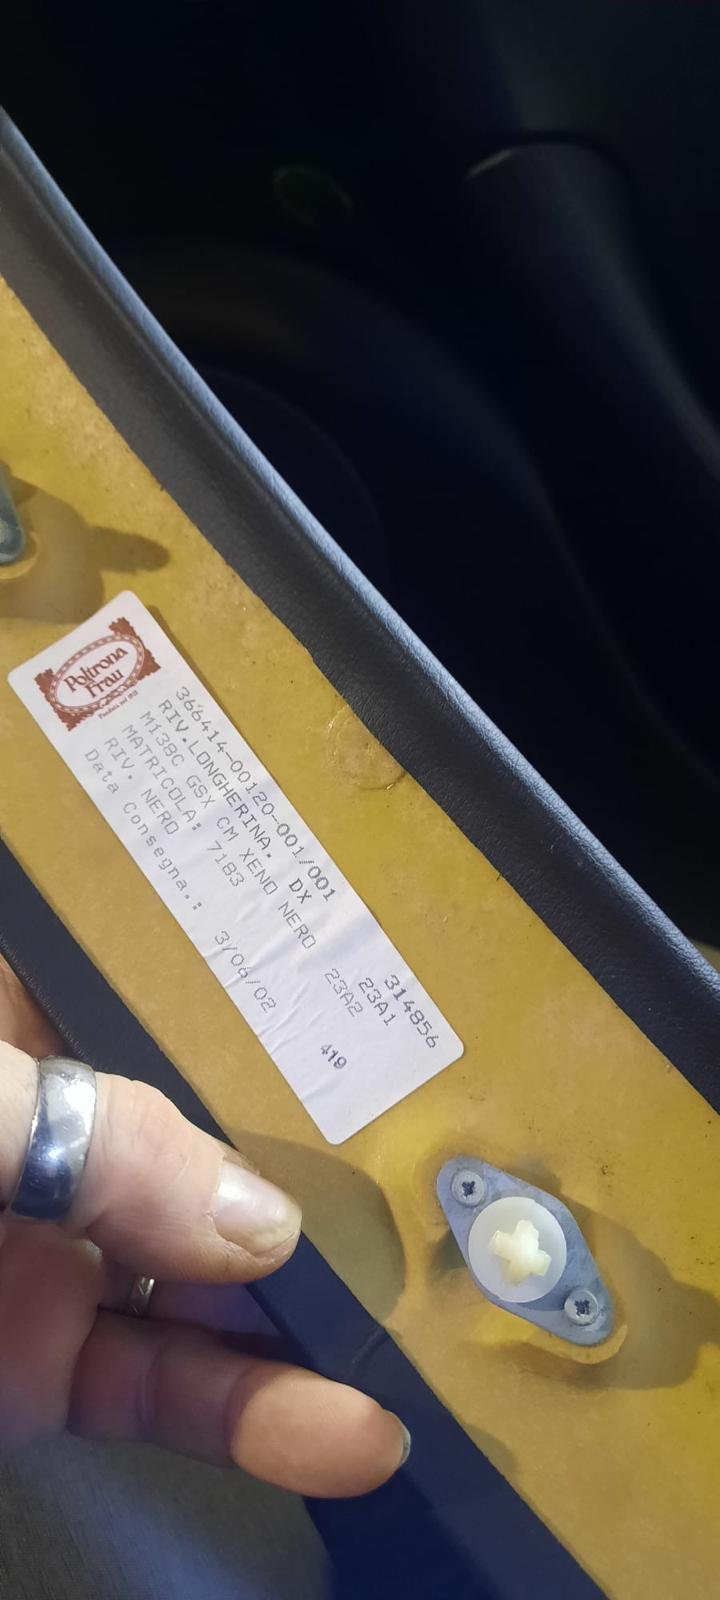 Poltrona
Frau
366414-00120-001/001 314856
RIV.LONGHERINA. DX 23A1
M138C GSX CM XENO NERO 23A2
MATRICOLA: 7183
RIV. NERO 419
Data Consegna.: 3/06/02